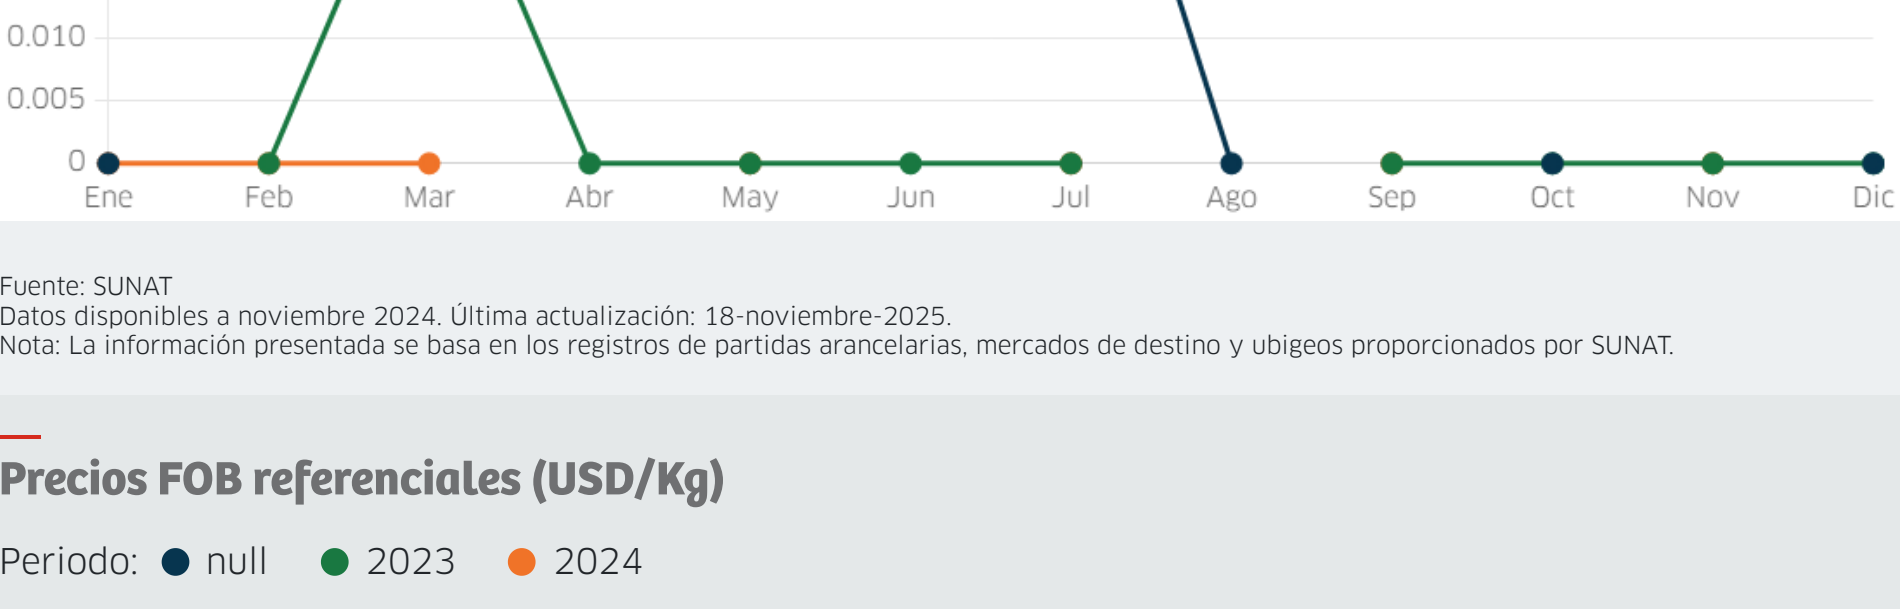 0.010
0.005
0
Ene Feb Mar Abr May Jun Jul Ago Sep Oct Nov Dic
Fuente: SUNAT
Datos disponibles a noviembre 2024. Última actualización: 18-noviembre-2025.
Nota: La información presentada se basa en los registros de partidas arancelarias, mercados de destino y ubigeos proporcionados por SUNAT.
Precios FOB referenciales (USD/Kg)
Periodo: null 2023 2024